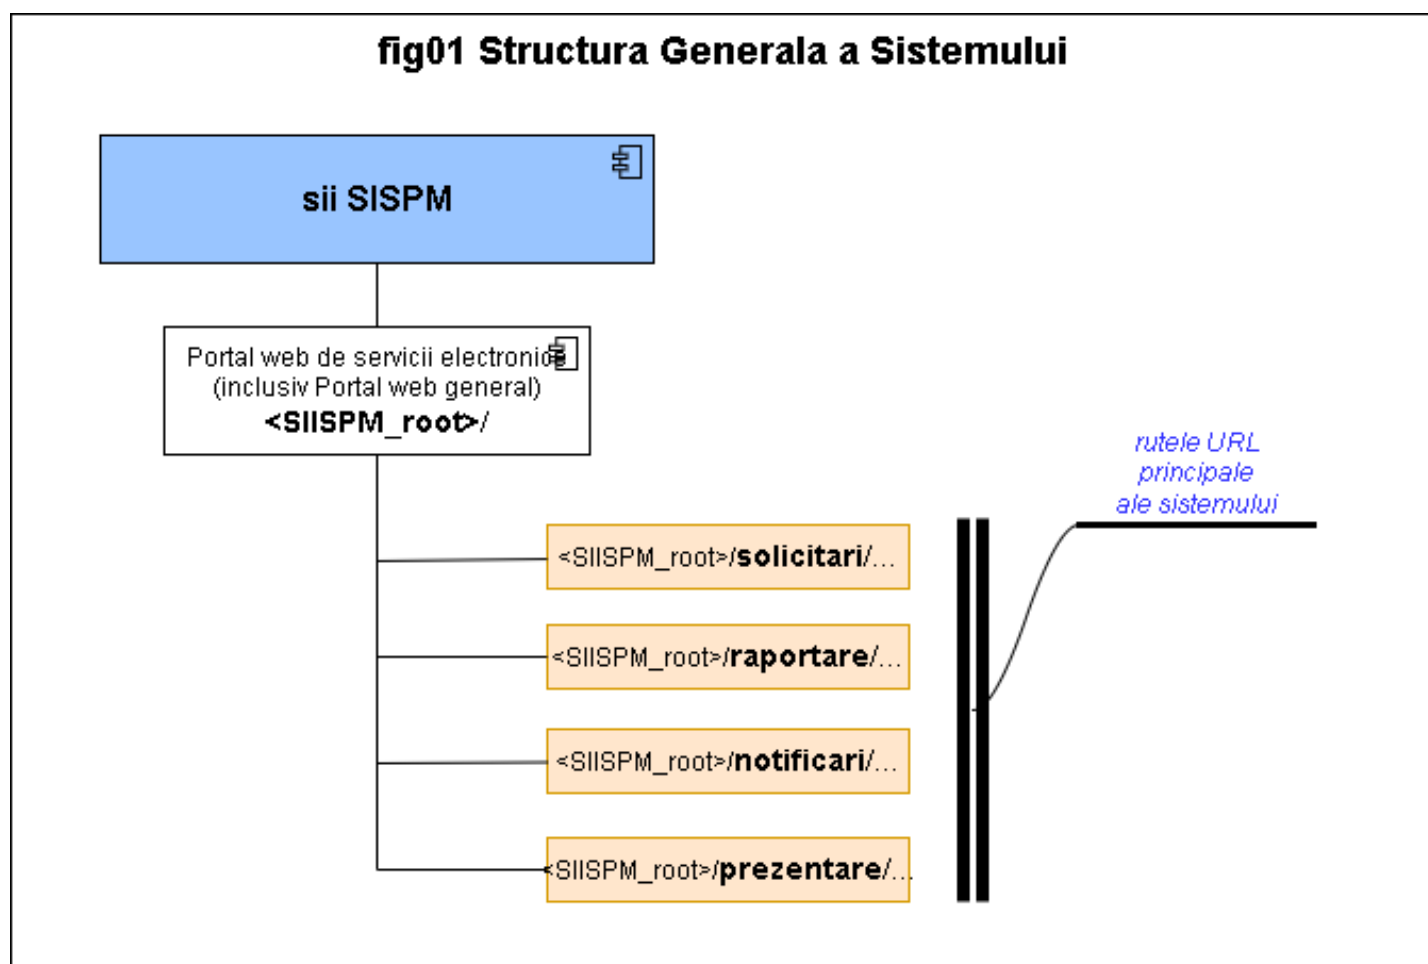 fig01 Structura Generala a Sistemului
sii SISPM
Portal web de servicii electronice
(inclusiv Portal web general)
<SIISPM_root>/
rutele URL
principale
ale sistemului
<SIISPM_root>/solicitari/...
<SIISPM_root>/raportare/...
<SIISPM_root>/notificari/...
<SIISPM_root>/prezentare/...